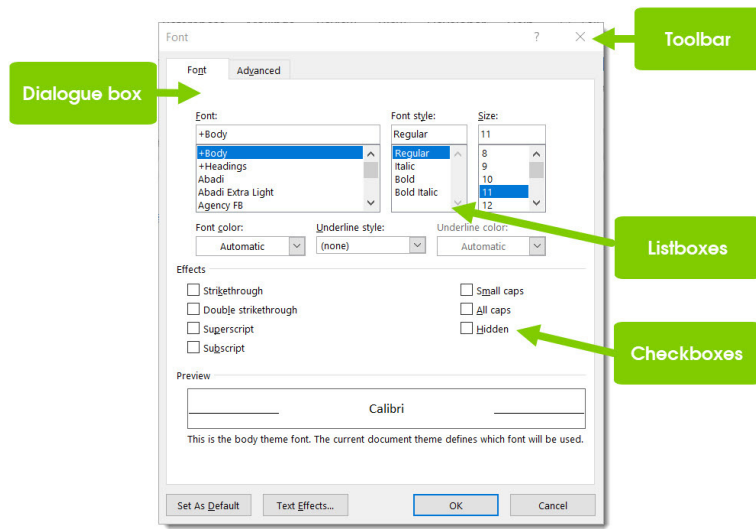 Font ?
Toolbar
Font Advanced
Dialogue box
Font: Font style: Size:
+Body Regular 11
+Body Regular 8
+Headings Italic 9
Abadi Bold 10
Abadi Extra Light Bold Italic 11
Agency FB 12
Font color: Underline style: Underline color:
Automatic (none) Automatic
Listboxes
Effects
Strikethrough Small caps
Double strikethrough All caps
Superscript Hidden
Subscript
Checkboxes
Preview
Calibri
This is the body theme font. The current document theme defines which font will be used.
Set As Default Text Effects... OK Cancel